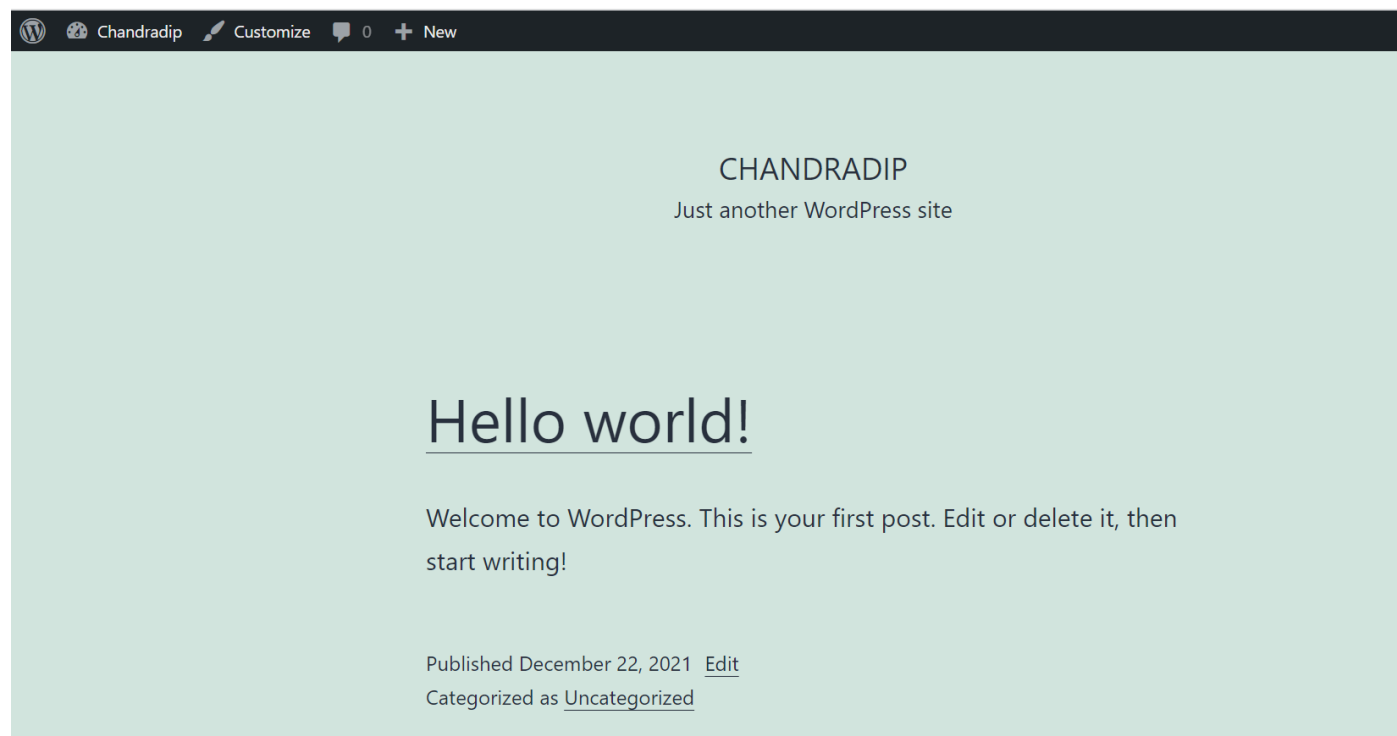 Chandradip Customize 0 New
CHANDRADIP
Just another WordPress site
Hello world!
Welcome to WordPress. This is your first post. Edit or delete it, then
start writing!
Published December 22, 2021 Edit
Categorized as Uncategorized